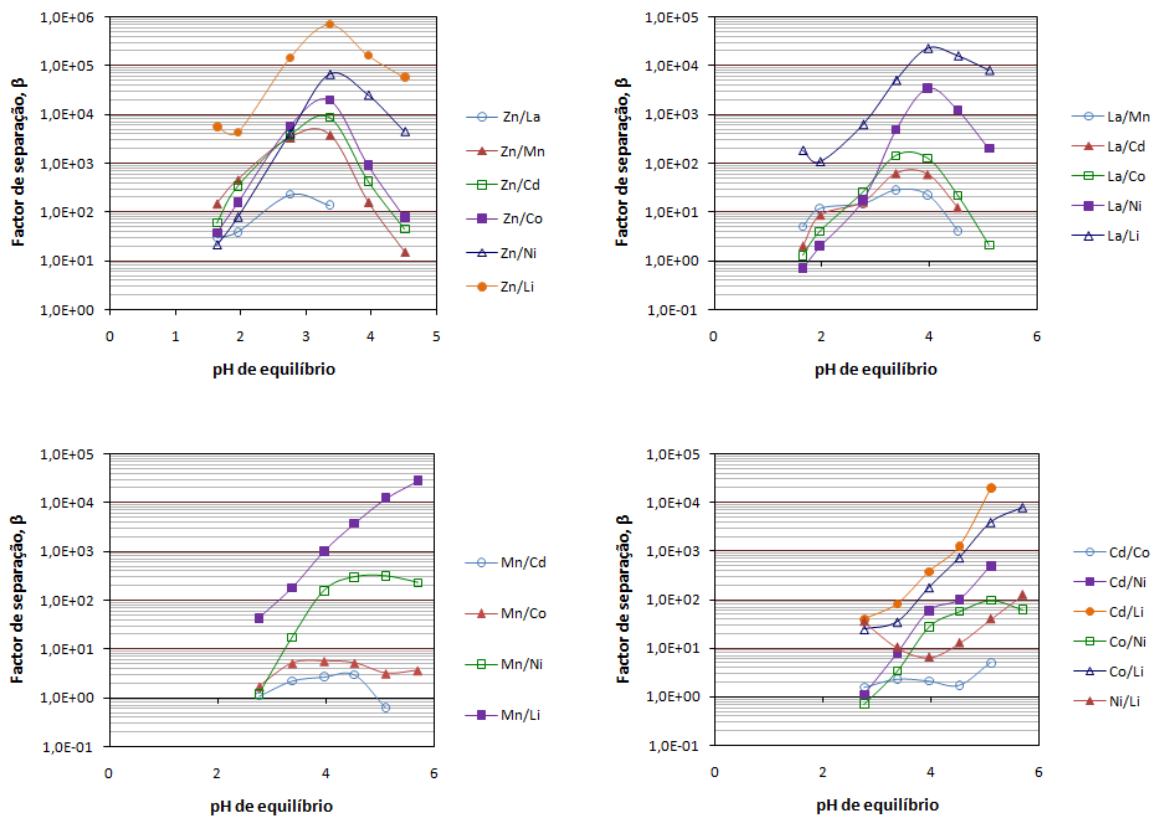 1,0E+06
1,0E+05
1,0E+04
1,0E+03
1,0E+02
1,0E+01
1,0E+00
0
1
2
3
4
5
Factor de separação, β
pH de equilíbrio
Zn/La
Zn/Mn
Zn/Cd
Zn/Co
Zn/Ni
Zn/Li
1,0E+05
1,0E+04
1,0E+03
1,0E+02
1,0E+01
1,0E+00
1,0E-01
0
2
4
6
Factor de separação, β
pH de equilíbrio
La/Mn
La/Cd
La/Co
La/Ni
La/Li
1,0E+05
1,0E+04
1,0E+03
1,0E+02
1,0E+01
1,0E+00
1,0E-01
0
2
4
6
Factor de separação, β
pH de equilíbrio
Mn/Cd
Mn/Co
Mn/Ni
Mn/Li
1,0E+05
1,0E+04
1,0E+03
1,0E+02
1,0E+01
1,0E+00
1,0E-01
0
2
4
6
Factor de separação, β
pH de equilíbrio
Cd/Co
Cd/Ni
Cd/Li
Co/Ni
Co/Li
Ni/Li